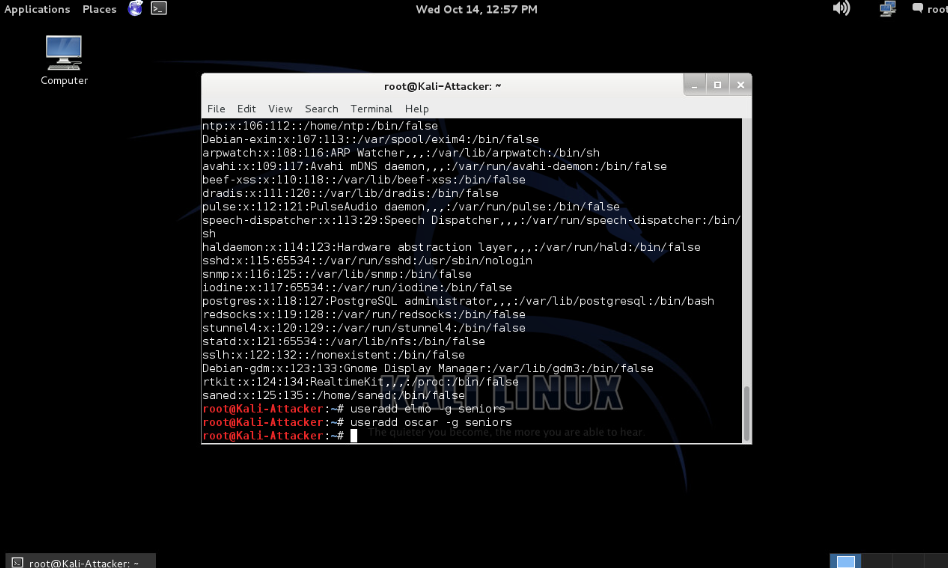 Applications Places
Wed Oct 14, 12:57 PM
root
Computer
root@Kali-Attacker: ~
File Edit View Search Terminal Help
ntp:x:106:112::/home/ntp:/bin/false
Debian-exim:x:107:113::/var/spool/exim4:/bin/false
arpwatch:x:108:116:ARP Watcher,,,:/var/lib/arpwatch:/bin/sh
avahi:x:109:117:Avahi mDNS daemon,,,:/var/run/avahi-daemon:/bin/false
beef-xss:x:110:118::/var/lib/beef-xss:/bin/false
dradis:x:111:120::/var/lib/dradis:/bin/false
pulse:x:112:121:PulseAudio daemon,,,:/var/run/pulse:/bin/false
speech-dispatcher:x:113:29:Speech Dispatcher,,,:/var/run/speech-dispatcher:/bin/
sh
haldaemon:x:114:123:Hardware abstraction layer,,,:/var/run/hald:/bin/false
sshd:x:115:65534::/var/run/sshd:/usr/sbin/nologin
snmp:x:116:125::/var/lib/snmp:/bin/false
iodine:x:117:65534::/var/run/iodine:/bin/false
postgres:x:118:127:PostgreSQL administrator,,,:/var/lib/postgresql:/bin/bash
redsocks:x:119:128::/var/run/redsocks:/bin/false
stunnel4:x:120:129::/var/run/stunnel4:/bin/false
statd:x:121:65534::/var/lib/nfs:/bin/false
sslh:x:122:132::/nonexistent:/bin/false
Debian-gdm:x:123:133:Gnome Display Manager:/var/lib/gdm3:/bin/false
rtkit:x:124:134:RealtimeKit,,,:/proc:/bin/false
saned:x:125:135::/home/saned:/bin/false
root@Kali-Attacker:~# useradd elmo -g seniors
root@Kali-Attacker:~# useradd oscar -g seniors
root@Kali-Attacker:~#
KALI LINUX
The quieter you become, the more you are able to hear
root@Kali-Attacker: ~